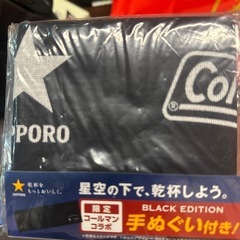 Col
®
PPORO
乾杯を
もっとおいしく。
SAPPORO
星空の下で、乾杯しよう。
限定
コールマン
コラボ
BLACK EDITION
手ぬぐい付き!